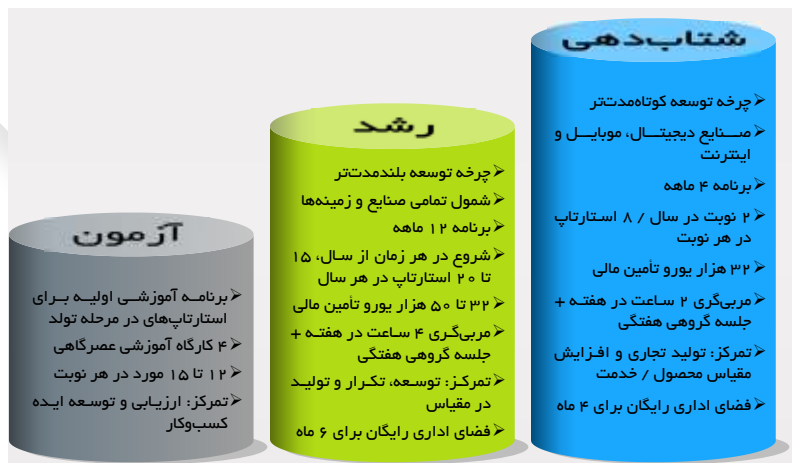 شتاب‌دهی
چرخه توسعه کوتاه‌مدت‌تر
صنایع دیجیتال، موبایل و
اینترنت
برنامه ۴ ماهه
۲ نوبت در سال / ۸ استارتاپ
در هر نوبت
۳۲ هزار یورو تأمین مالی
مربی‌گری ۲ ساعت در هفته +
جلسه گروهی هفتگی
تمرکز: تولید تجاری و افزایش
مقیاس محصول / خدمت
فضای اداری رایگان برای ۴ ماه
رشد
چرخه توسعه بلندمدت‌تر
شمول تمامی صنایع و زمینه‌ها
برنامه ۱۲ ماهه
شروع در هر زمان از سال، ۱۵
تا ۲۰ استارتاپ در هر سال
۳۲ تا ۵۰ هزار یورو تأمین مالی
مربی‌گری ۴ ساعت در هفته +
جلسه گروهی هفتگی
تمرکز: توسعه، تکرار و تولید
در مقیاس
فضای اداری رایگان برای ۶ ماه
آزمون
برنامه آموزشی اولیه برای
استارتاپ‌های در مرحله تولد
۴ کارگاه آموزشی عصرگاهی
۱۲ تا ۱۵ مورد در هر نوبت
تمرکز: ارزیابی و توسعه ایده
کسب‌وکار